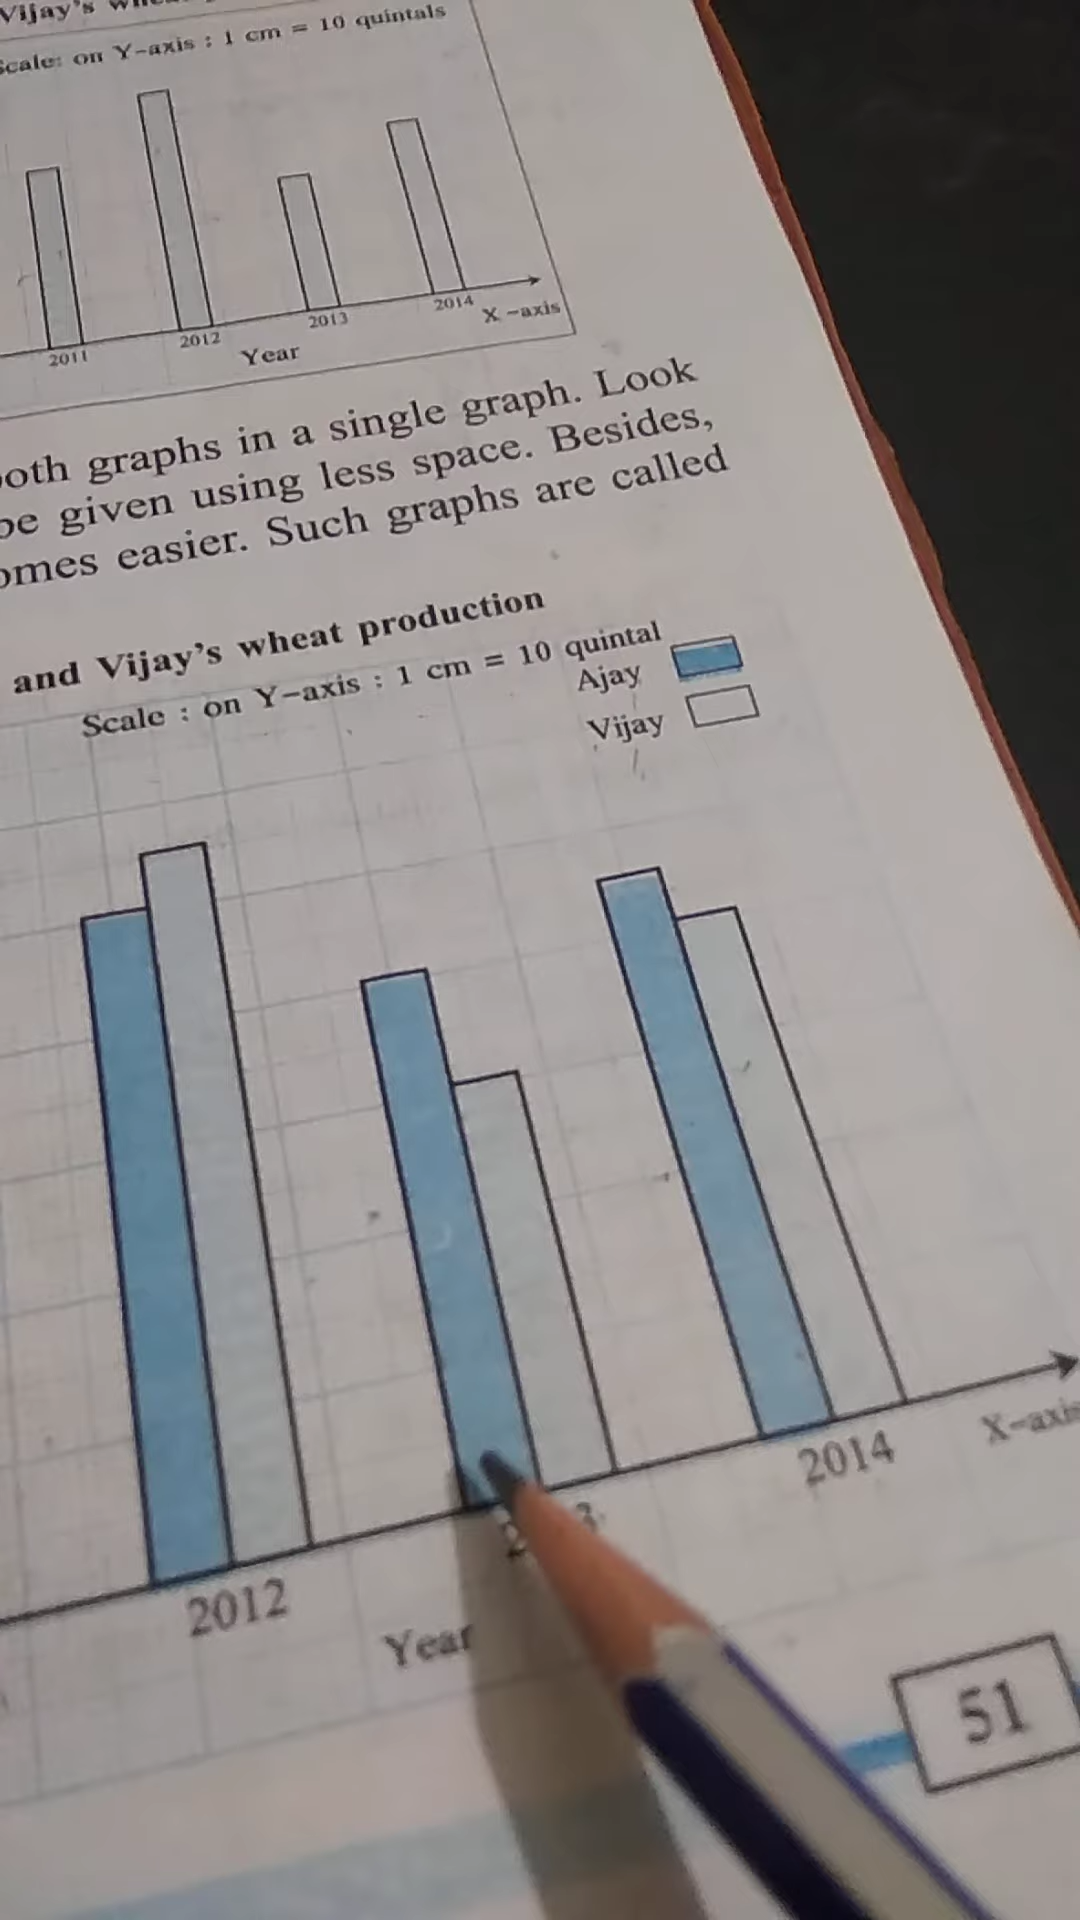 Vijay's
Scale: on Y-axis : 1 cm = 10 quintals
2011
2012
2013
2014
X -axis
Year
both graphs in a single graph. Look
be given using less space. Besides,
omes easier. Such graphs are called
and Vijay's wheat production
Scale : on Y-axis : 1 cm = 10 quintal
Ajay
Vijay
2012
2014
X-axis
Year
51